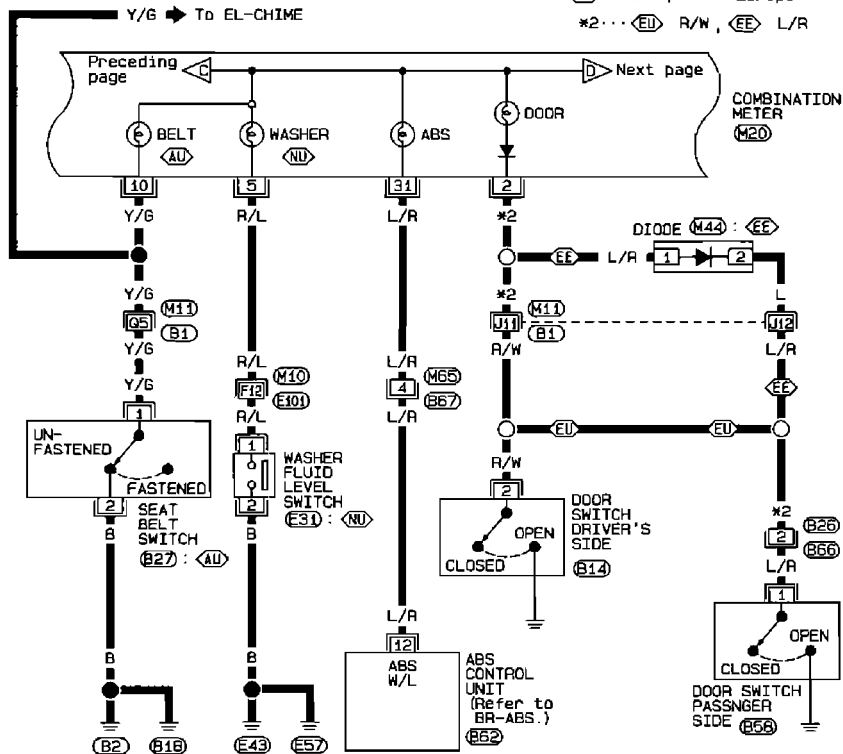 Y/G To EL-CHIME
*2··· EU R/W , EE L/R
Preceding
page
C
D
Next page
COMBINATION
METER
M20
BELT
AU
WASHER
NU
ABS
DOOR
10
5
31
2
Y/G
R/L
L/R
*2
DIODE M44 : EE
EE
L/R
1
2
Y/G
*2
L
Q5
M11
B1
J11
M11
B1
J12
Y/G
R/L
L/R
R/W
L/R
F12
M10
E101
4
M65
B67
EE
Y/G
R/L
L/R
1
1
EU
EU
UN-
FASTENED
FASTENED
2
SEAT
BELT
SWITCH
B27 : AU
WASHER
FLUID
LEVEL
SWITCH
E31 : NU
2
R/W
2
DOOR
SWITCH
DRIVER'S
SIDE
B14
CLOSED
OPEN
*2
2
B26
B66
L/R
1
B
B
L/R
12
ABS
W/L
ABS
CONTROL
UNIT
(Refer to
BR-ABS.)
B62
OPEN
CLOSED
DOOR SWITCH
PASSNGER
SIDE B58
B
B
B2
B18
E43
E57